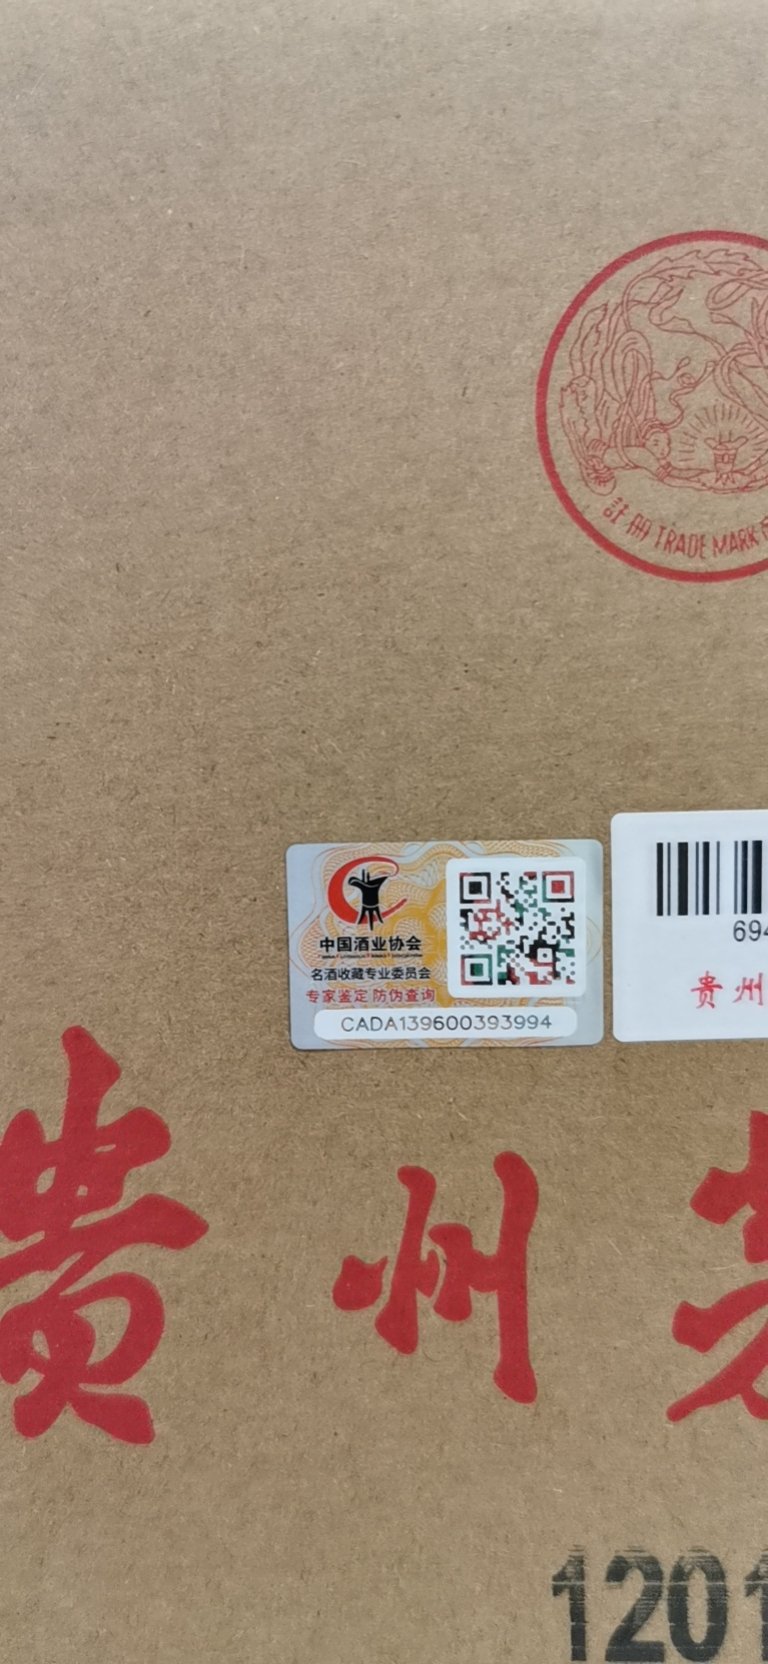 註册 TRADE MARK
中国酒业协会
名酒收藏专业委员会
专家鉴定 防伪查询
CADA139600393994
694
贵州
贵州
1201